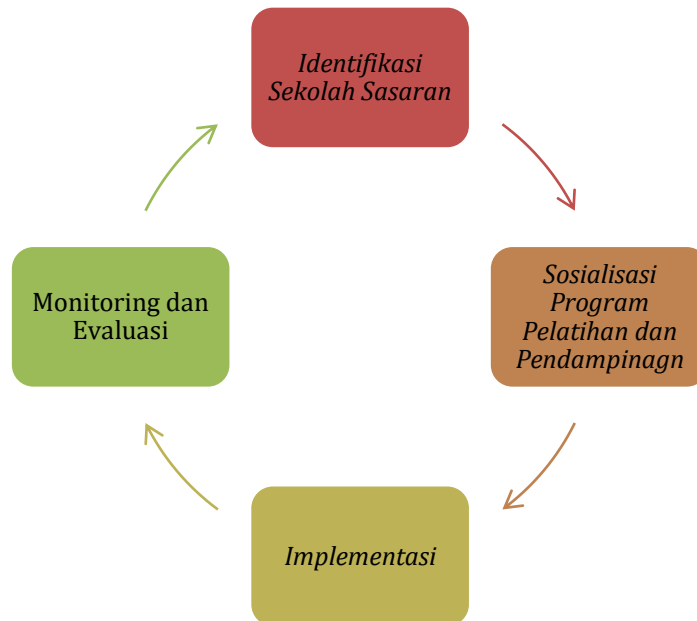 Identifikasi
Sekolah Sasaran
Sosialisasi
Program
Pelatihan dan
Pendampinagn
Implementasi
Monitoring dan
Evaluasi